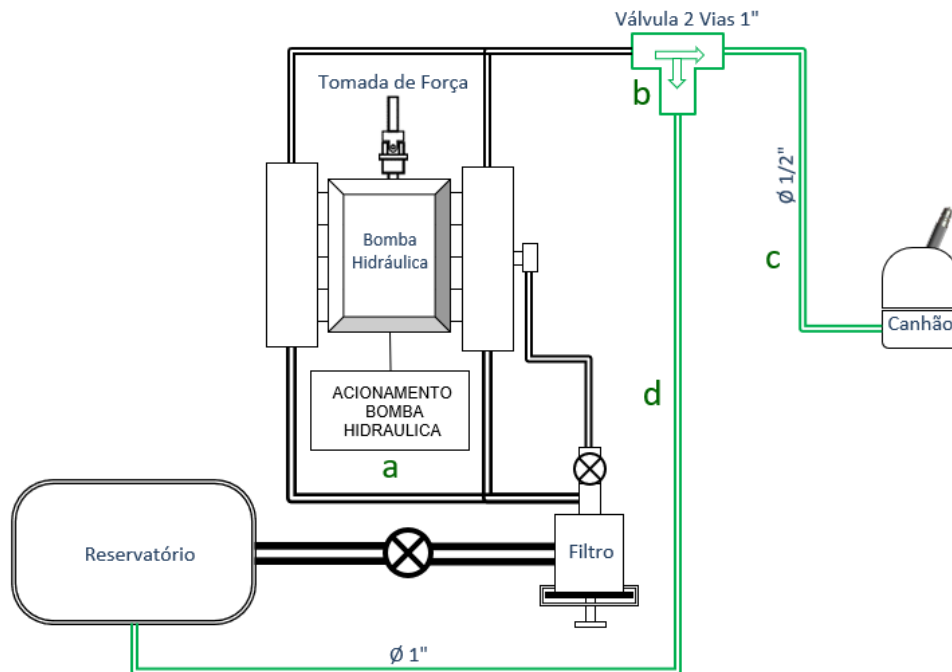 Válvula 2 Vias 1"
Tomada de Força
b
Ø 1/2"
Bomba
Hidráulica
c
Canhão
ACIONAMENTO
BOMBA
HIDRAULICA
d
a
Reservatório
Filtro
Ø 1"